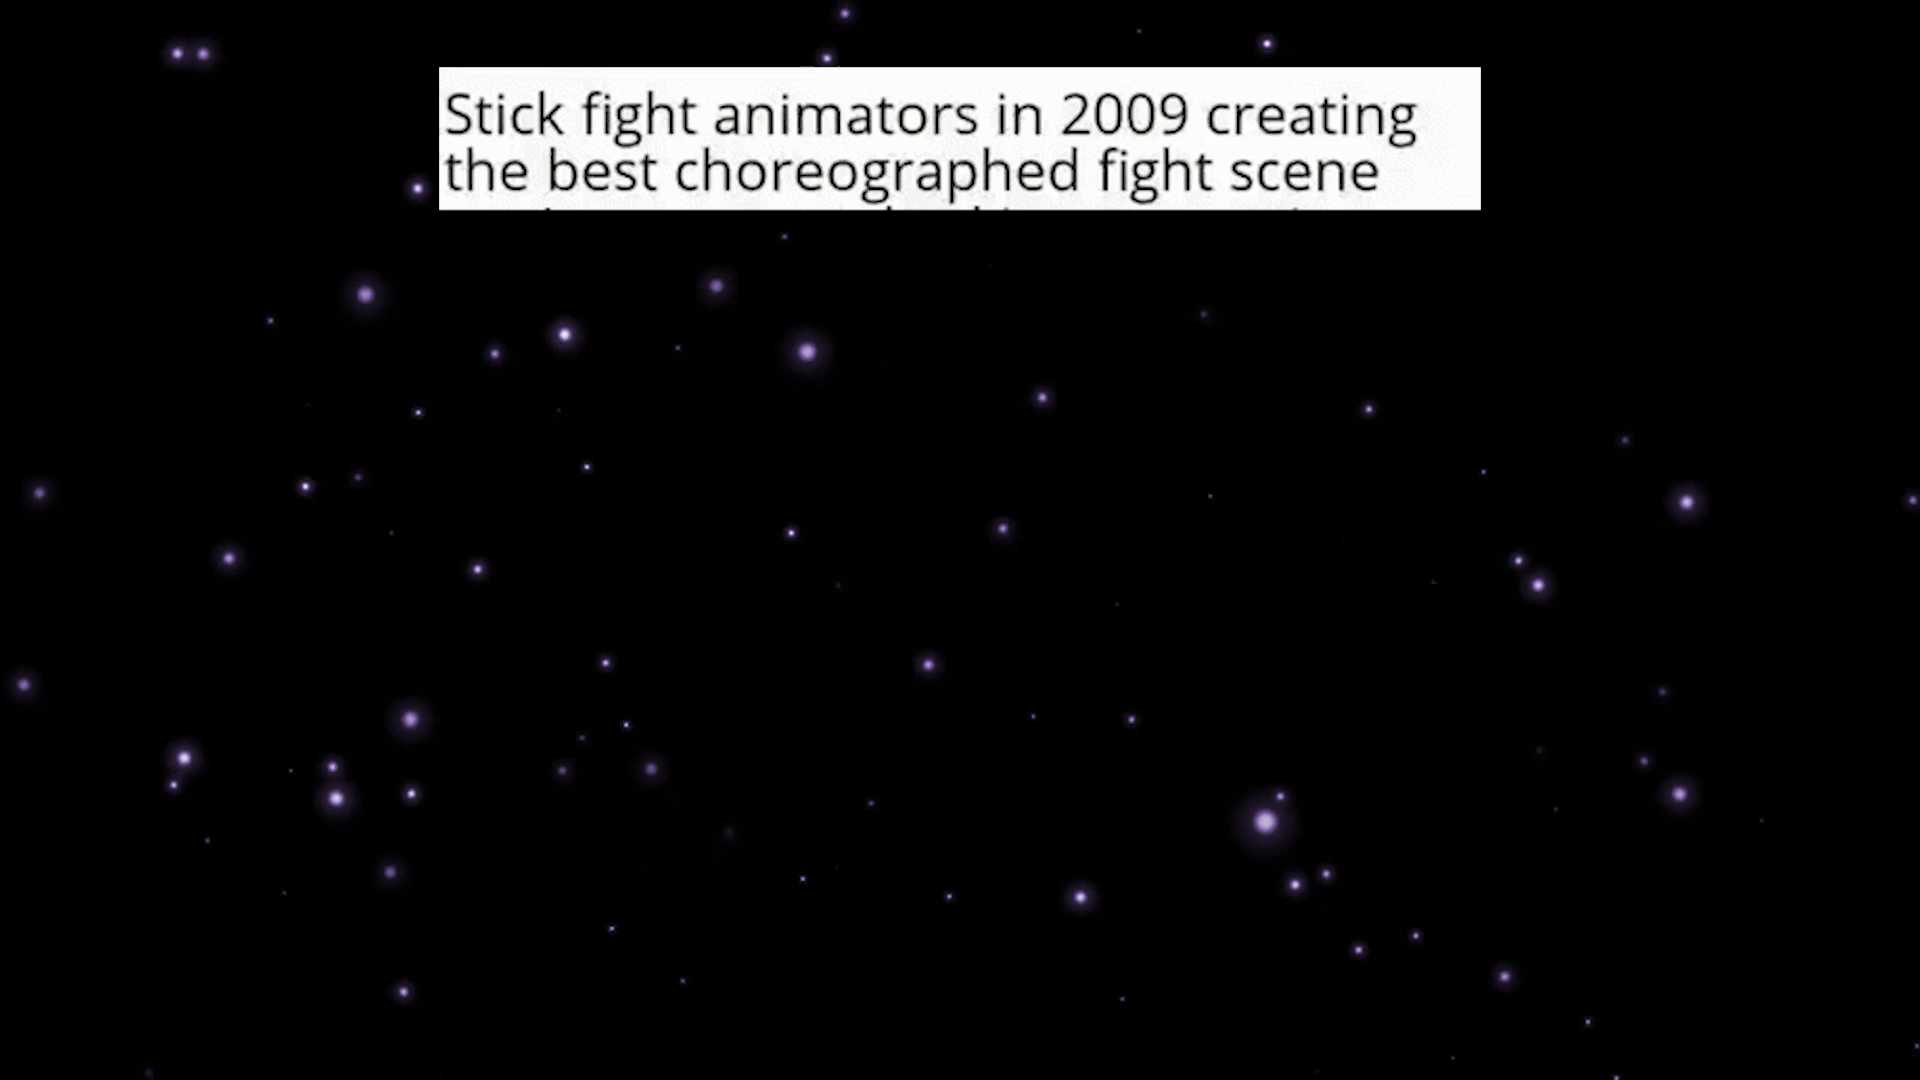 Stick fight animators in 2009 creating
the best choreographed fight scene